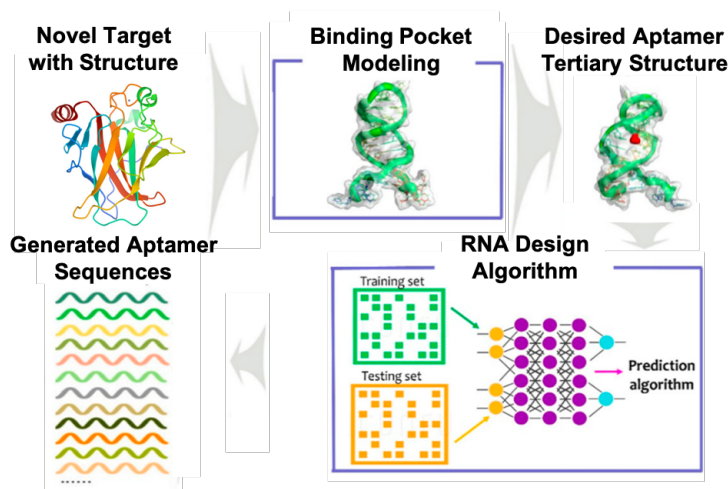 Novel Target
with Structure
Binding Pocket
Modeling
Desired Aptamer
Tertiary Structure
RNA Design
Algorithm
Training set
Testing set
Prediction
algorithm
Generated Aptamer
Sequences
......